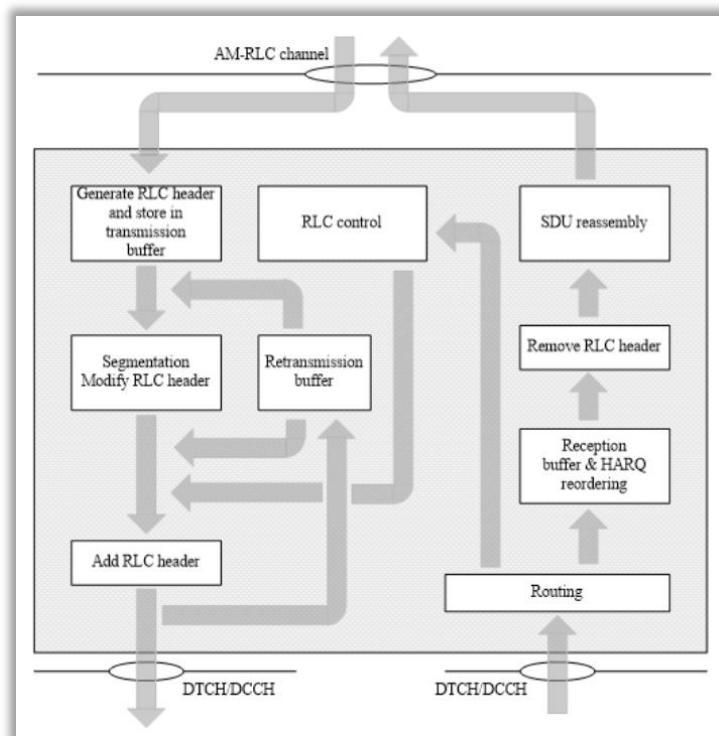 AM-RLC channel
Generate RLC header
and store in
transmission
buffer
RLC control
SDU reassembly
Segmentation
Modify RLC header
Retransmission
buffer
Remove RLC header
Reception
buffer & HARQ
reordering
Add RLC header
Routing
DTCH/DCCH
DTCH/DCCH